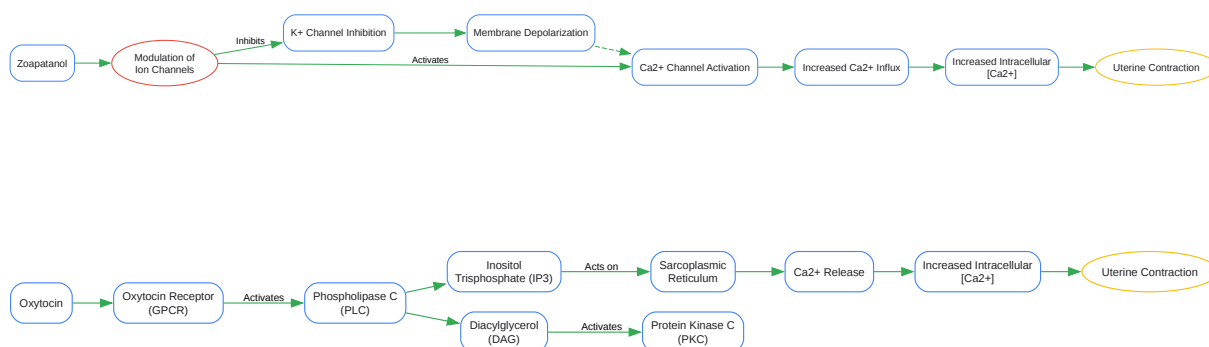 Zoapatanol
Modulation of
Ion Channels
Inhibits
K+ Channel Inhibition
Membrane Depolarization
Activates
Ca2+ Channel Activation
Increased Ca2+ Influx
Increased Intracellular
[Ca2+]
Uterine Contraction
Oxytocin
Oxytocin Receptor
(GPCR)
Activates
Phospholipase C
(PLC)
Inositol
Trisphosphate (IP3)
Acts on
Sarcoplasmic
Reticulum
Ca2+ Release
Increased Intracellular
[Ca2+]
Uterine Contraction
Diacylglycerol
(DAG)
Activates
Protein Kinase C
(PKC)